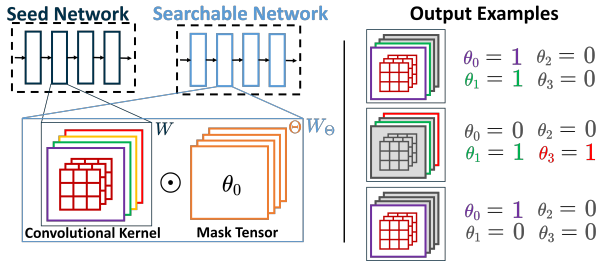 Seed Network
Searchable Network
W
Θ
W_Θ
θ₀
Convolutional Kernel
Mask Tensor
Output Examples
θ₀ = 1 θ₂ = 0
θ₁ = 1 θ₃ = 0
θ₀ = 0 θ₂ = 0
θ₁ = 1 θ₃ = 1
θ₀ = 1 θ₂ = 0
θ₁ = 0 θ₃ = 0